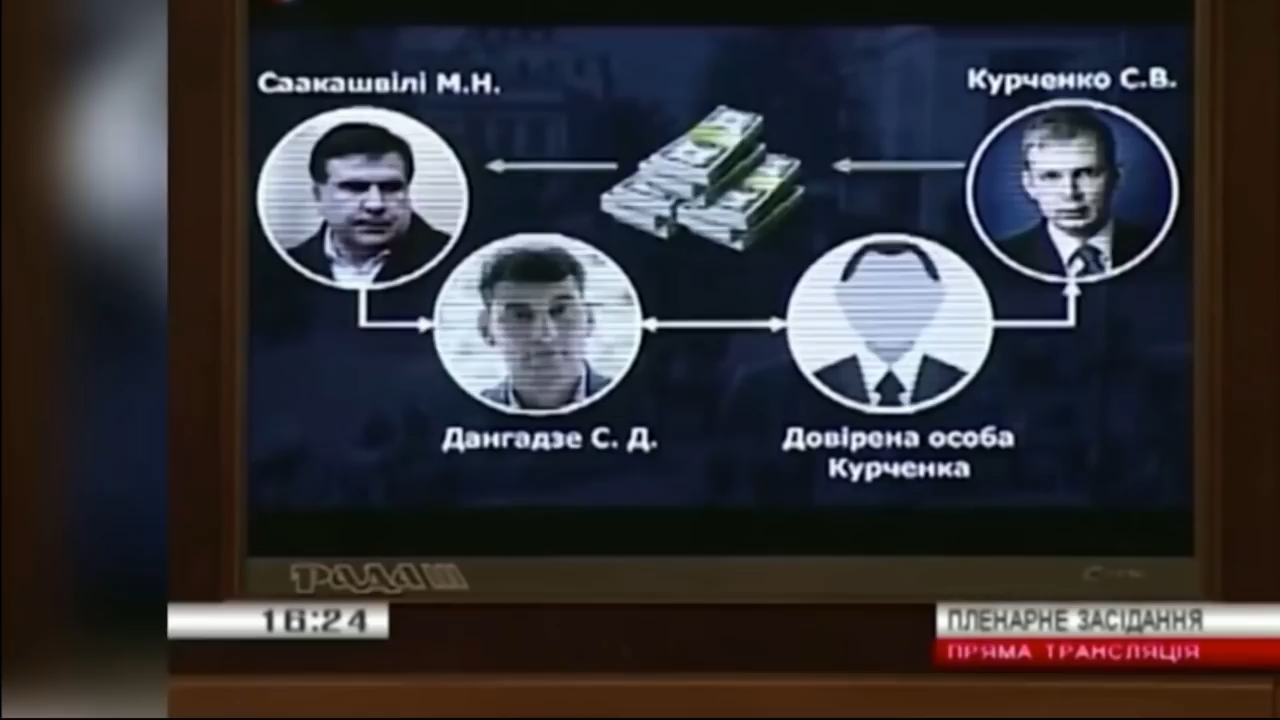 Саакашвілі М.Н.
Курченко С.В.
Дангадзе С. Д.
Довірена особа
Курченка
РАДА
16:24
ПЛЕНАРНЕ ЗАСІДАННЯ
ПРЯМА ТРАНСЛЯЦІЯ